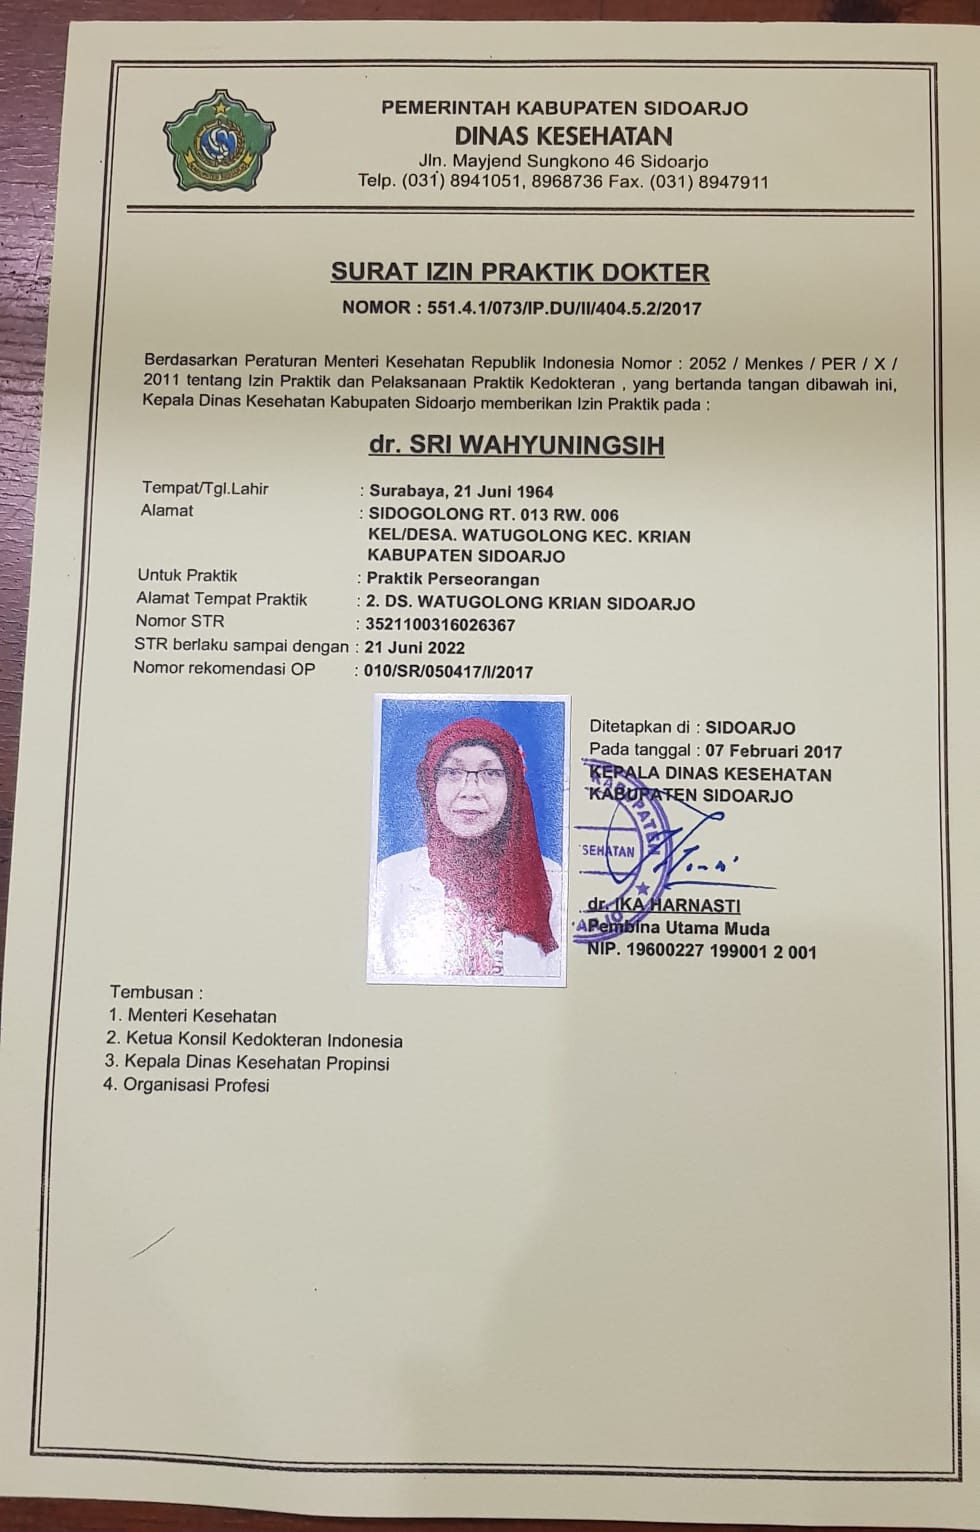 PEMERINTAH KABUPATEN SIDOARJO
DINAS KESEHATAN
Jln. Mayjend Sungkono 46 Sidoarjo
Telp. (031) 8941051, 8968736 Fax. (031) 8947911
SURAT IZIN PRAKTIK DOKTER
NOMOR : 551.4.1/073/IP.DU/II/404.5.2/2017
Berdasarkan Peraturan Menteri Kesehatan Republik Indonesia Nomor : 2052 / Menkes / PER / X /
2011 tentang Izin Praktik dan Pelaksanaan Praktik Kedokteran , yang bertanda tangan dibawah ini,
Kepala Dinas Kesehatan Kabupaten Sidoarjo memberikan Izin Praktik pada :
dr. SRI WAHYUNINGSIH
Tempat/Tgl.Lahir : Surabaya, 21 Juni 1964
Alamat : SIDOGOLONG RT. 013 RW. 006
KEL/DESA. WATUGOLONG KEC. KRIAN
KABUPATEN SIDOARJO
Untuk Praktik : Praktik Perseorangan
Alamat Tempat Praktik : 2. DS. WATUGOLONG KRIAN SIDOARJO
Nomor STR : 3521100316026367
STR berlaku sampai dengan : 21 Juni 2022
Nomor rekomendasi OP : 010/SR/050417/I/2017
Ditetapkan di : SIDOARJO
Pada tanggal : 07 Februari 2017
KEPALA DINAS KESEHATAN
KABUPATEN SIDOARJO
KABUPATEN
SEHATAN
dr. IKA HARNASTI
Pembina Utama Muda
NIP. 19600227 199001 2 001
Tembusan :
1. Menteri Kesehatan
2. Ketua Konsil Kedokteran Indonesia
3. Kepala Dinas Kesehatan Propinsi
4. Organisasi Profesi